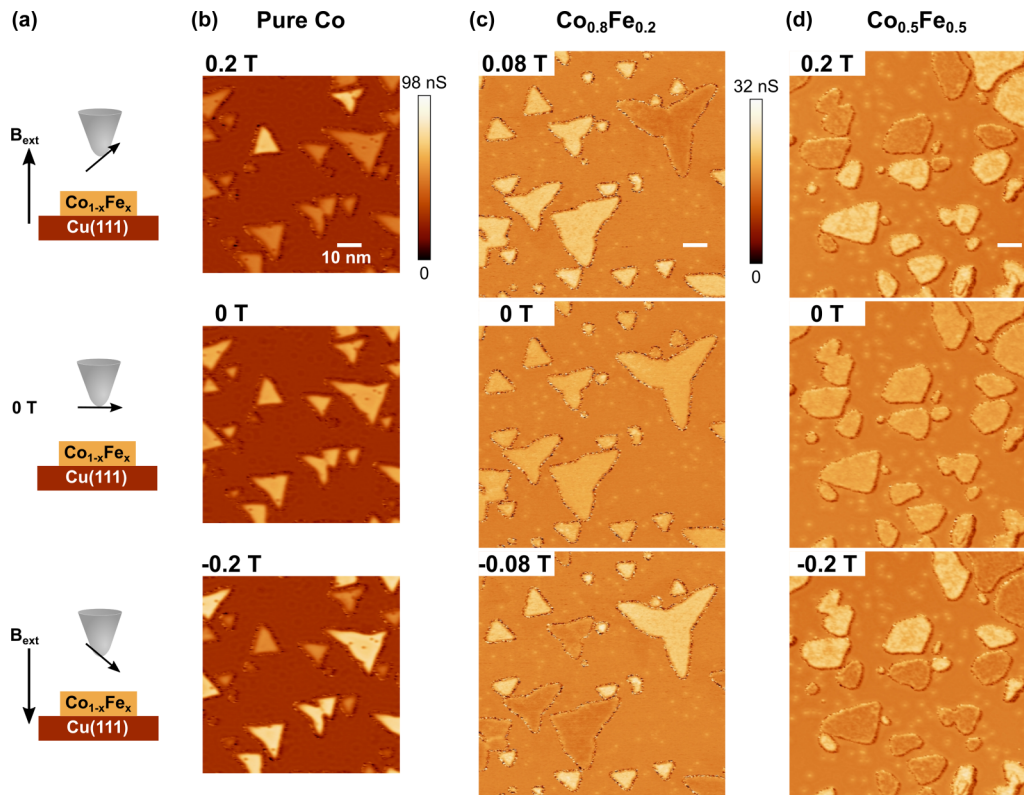 (a)
(b)
Pure Co
(c)
Co0.8Fe0.2
(d)
Co0.5Fe0.5
0.2 T
98 nS
0
10 nm
0.08 T
32 nS
0
0.2 T
Bext
Co1-xFex
Cu(111)
0 T
0 T
0 T
0 T
Co1-xFex
Cu(111)
-0.2 T
-0.08 T
-0.2 T
Bext
Co1-xFex
Cu(111)